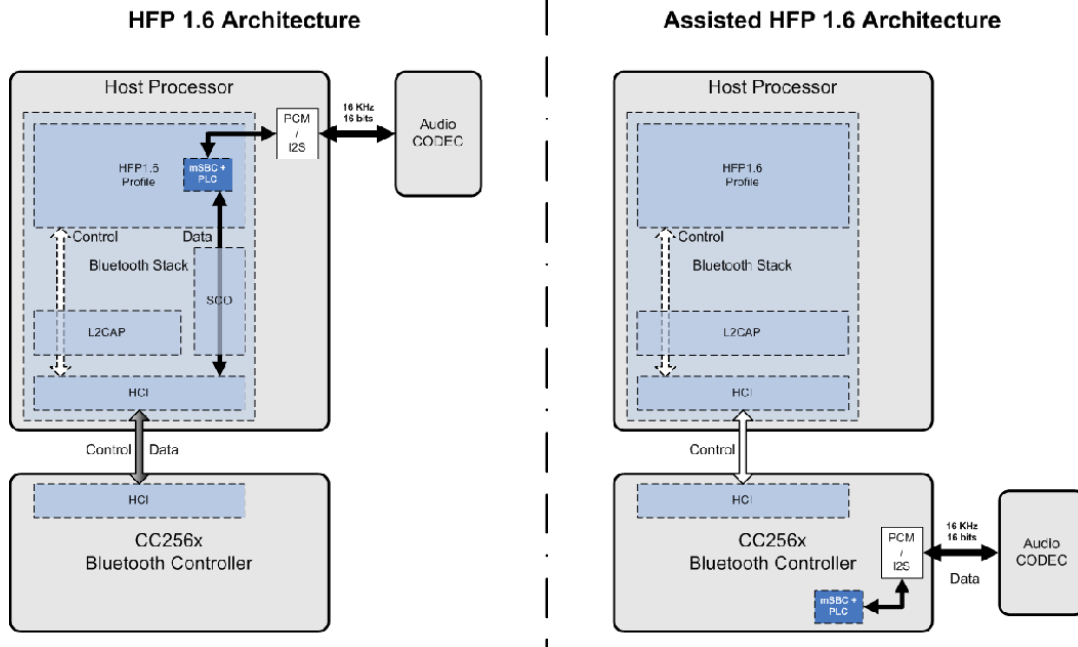 HFP 1.6 Architecture
Host Processor
HFP1.6
Profile
mSBC +
PLC
PCM
/
I2S
16 KHz
16 bits
Audio
CODEC
Control
Data
Bluetooth Stack
SCO
L2CAP
HCI
Control
Data
HCI
CC256x
Bluetooth Controller
Assisted HFP 1.6 Architecture
Host Processor
HFP1.6
Profile
Control
Bluetooth Stack
L2CAP
HCI
Control
HCI
CC256x
Bluetooth Controller
PCM
/
I2S
mSBC +
PLC
16 KHz
16 bits
Data
Audio
CODEC